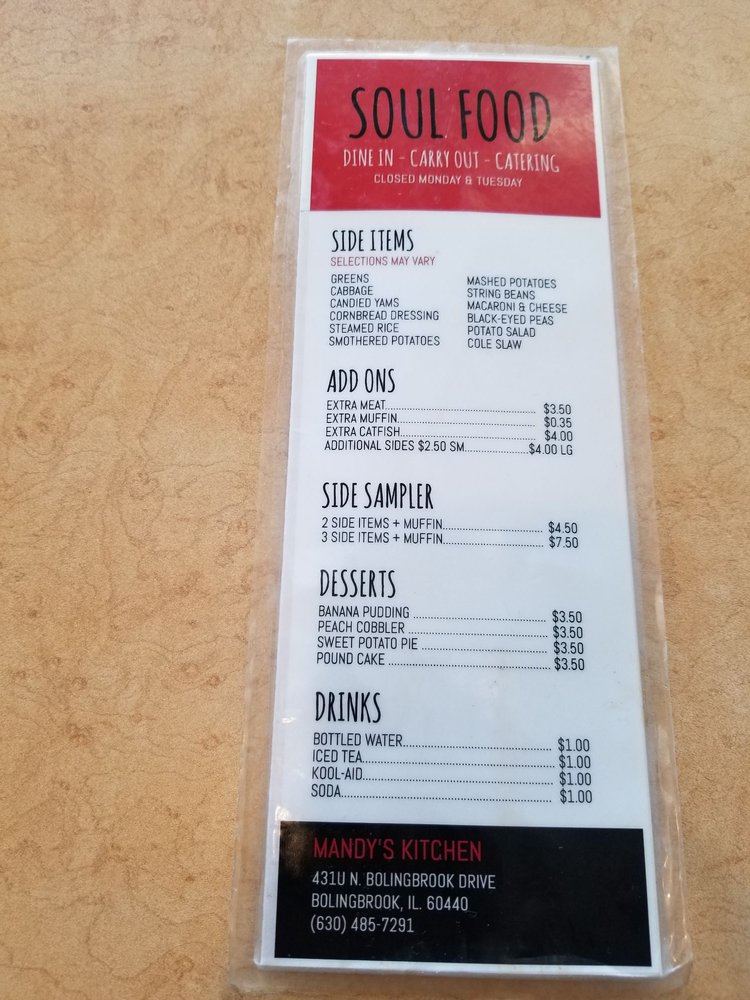 SOUL FOOD
DINE IN - CARRY OUT - CATERING
CLOSED MONDAY & TUESDAY
SIDE ITEMS
SELECTIONS MAY VARY
GREENS
CABBAGE
CANDIED YAMS
CORNBREAD DRESSING
STEAMED RICE
SMOTHERED POTATOES
MASHED POTATOES
STRING BEANS
MACARONI & CHEESE
BLACK-EYED PEAS
POTATO SALAD
COLE SLAW
ADD ONS
EXTRA MEAT........................................ $3.50
EXTRA MUFFIN.................................... $0.35
EXTRA CATFISH................................... $4.00
ADDITIONAL SIDES $2.50 SM.................$4.00 LG
SIDE SAMPLER
2 SIDE ITEMS + MUFFIN.......................... $4.50
3 SIDE ITEMS + MUFFIN.......................... $7.50
DESSERTS
BANANA PUDDING ................................. $3.50
PEACH COBBLER ................................... $3.50
SWEET POTATO PIE ................................ $3.50
POUND CAKE ......................................... $3.50
DRINKS
BOTTLED WATER...................................... $1.00
ICED TEA................................................. $1.00
KOOL-AID................................................. $1.00
SODA....................................................... $1.00
MANDY'S KITCHEN
431U N. BOLINGBROOK DRIVE
BOLINGBROOK, IL. 60440
(630) 485-7291